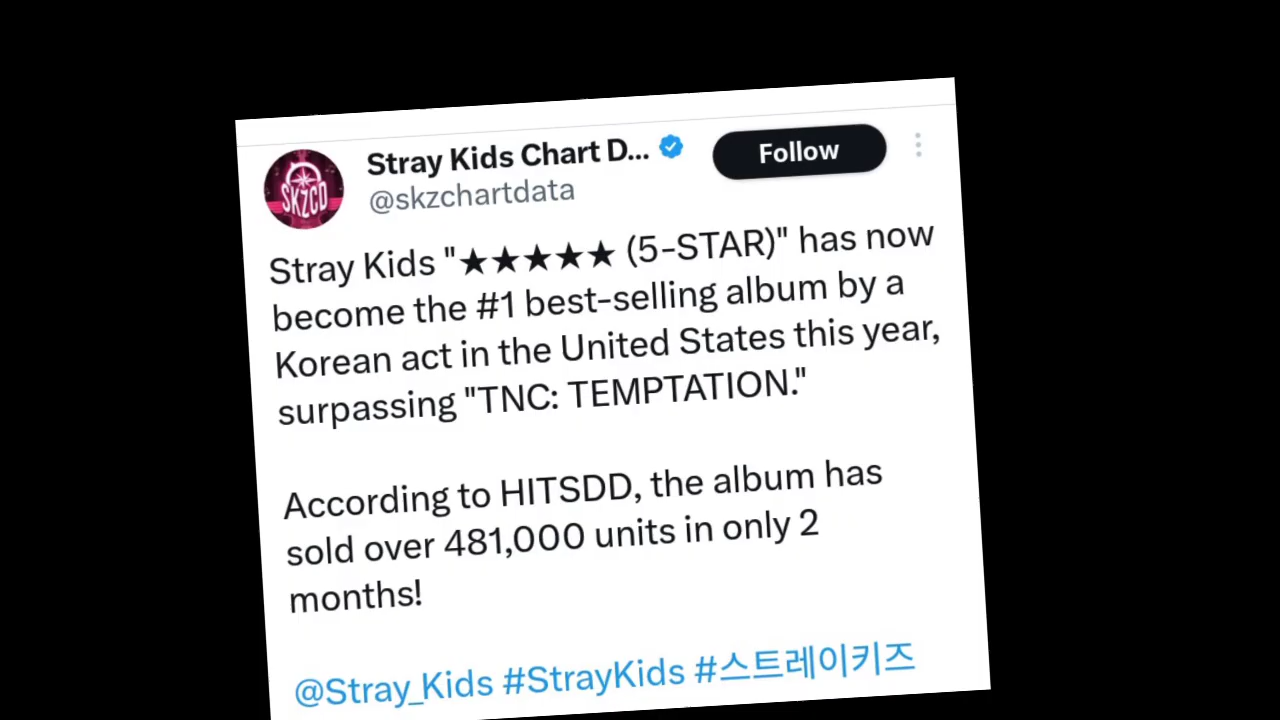 Stray Kids Chart D...
Follow
@skzchartdata
Stray Kids "★★★★★ (5-STAR)" has now
become the #1 best-selling album by a
Korean act in the United States this year,
surpassing "TNC: TEMPTATION."
According to HITSDD, the album has
sold over 481,000 units in only 2
months!
@Stray_Kids #StrayKids #스트레이키즈
SKZCD